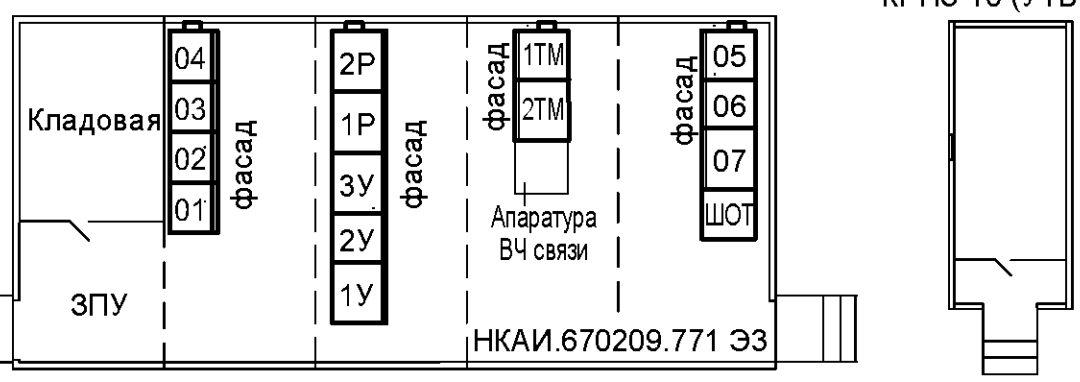 04
03
02
01
Кладовая
фасад
ЗПУ
2Р
1Р
3У
2У
1У
фасад
фасад
1ТМ
2ТМ
Апаратура
ВЧ связи
фасад
05
06
07
ШОТ
НКАИ.670209.771 ЭЗ